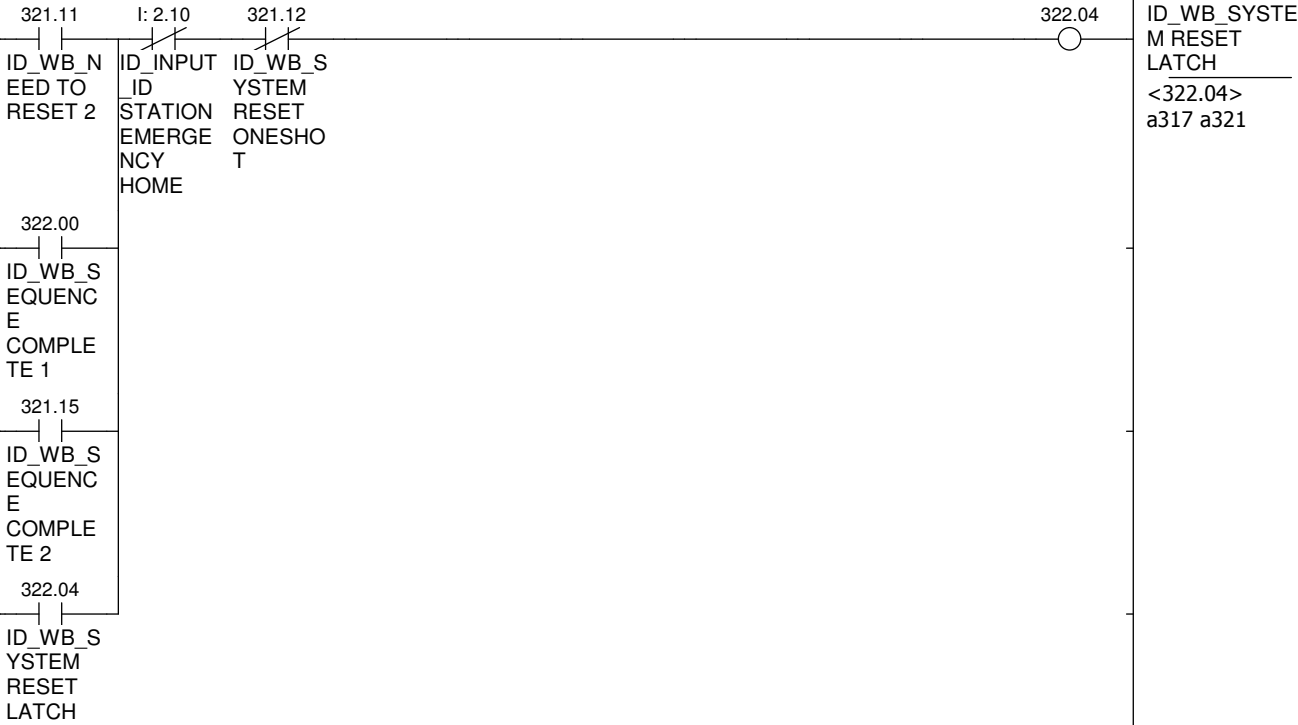 321.11
ID_WB_N
EED TO
RESET 2
I: 2.10
ID_INPUT
_ID
STATION
EMERGE
NCY
HOME
321.12
ID_WB_S
YSTEM
RESET
ONESHO
T
322.04
ID_WB_SYSTE
M RESET
LATCH
<322.04>
a317 a321
322.00
ID_WB_S
EQUENC
E
COMPLE
TE 1
321.15
ID_WB_S
EQUENC
E
COMPLE
TE 2
322.04
ID_WB_S
YSTEM
RESET
LATCH